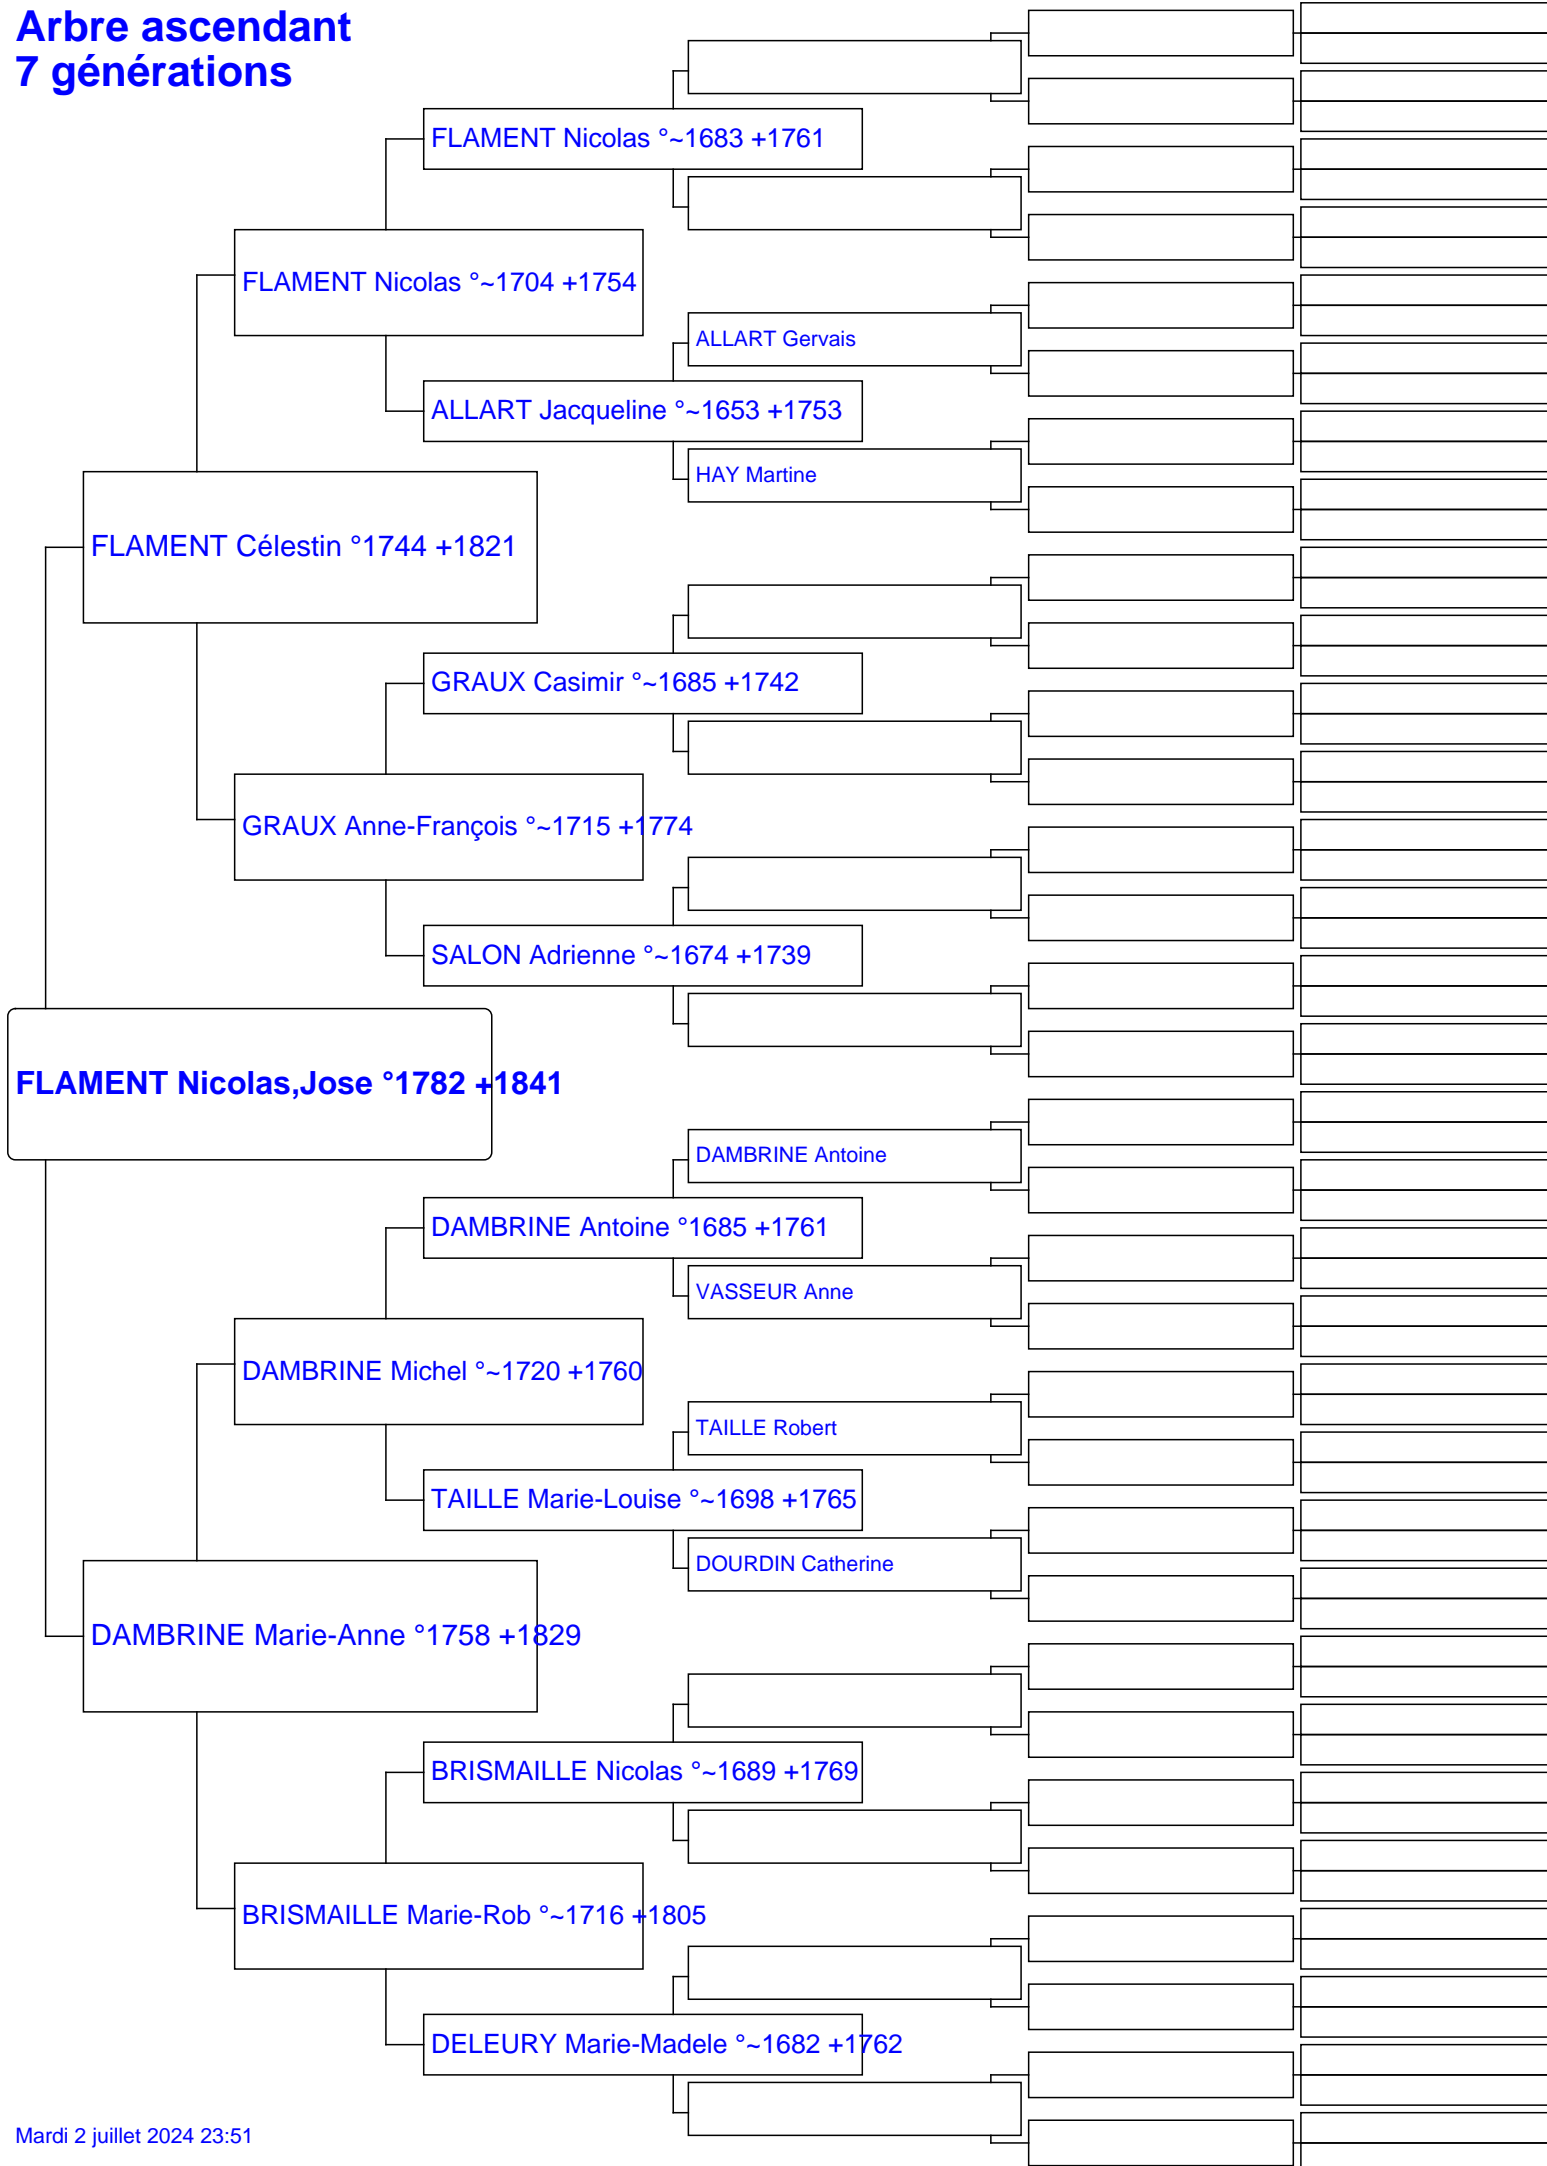 Arbre ascendant
7 générations
FLAMENT Nicolas °~1683 +1761
FLAMENT Nicolas °~1704 +1754
ALLART Gervais
ALLART Jacqueline °~1653 +1753
HAY Martine
FLAMENT Célestin °1744 +1821
GRAUX Casimir °~1685 +1742
GRAUX Anne-François °~1715 +1774
SALON Adrienne °~1674 +1739
FLAMENT Nicolas,Jose °1782 +1841
DAMBRINE Antoine
DAMBRINE Antoine °1685 +1761
VASSEUR Anne
DAMBRINE Michel °~1720 +1760
TAILLE Robert
TAILLE Marie-Louise °~1698 +1765
DOURDIN Catherine
DAMBRINE Marie-Anne °1758 +1829
BRISMAILLE Nicolas °~1689 +1769
BRISMAILLE Marie-Rob °~1716 +1805
DELEURY Marie-Madele °~1682 +1762
Mardi 2 juillet 2024 23:51